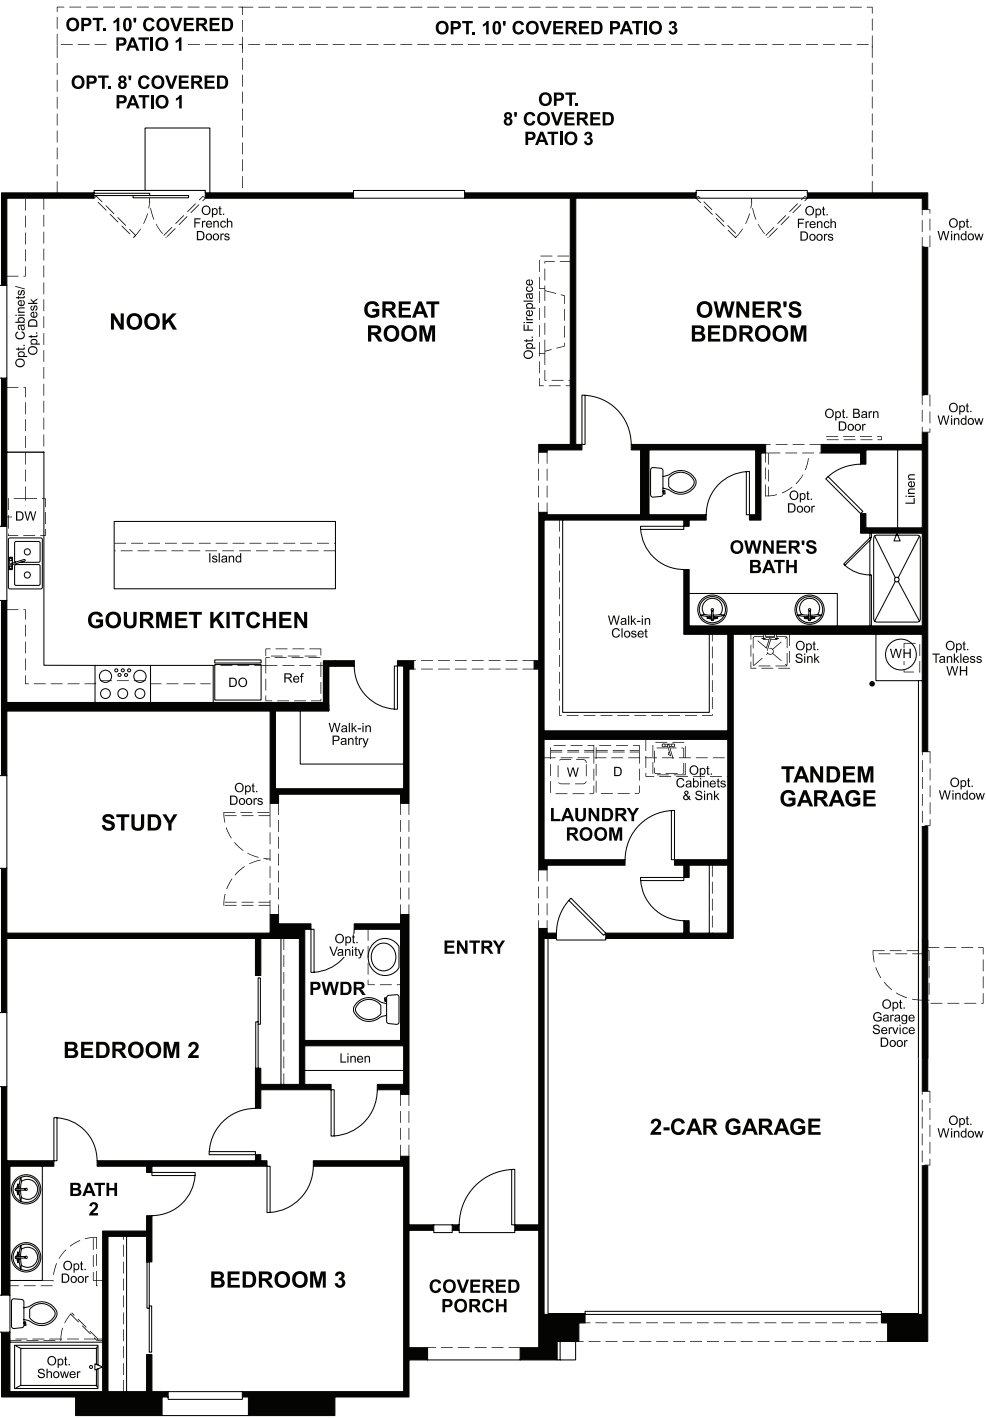 OPT. 10' COVERED
PATIO 1
OPT. 10' COVERED PATIO 3
OPT. 8' COVERED
PATIO 1
OPT.
8' COVERED
PATIO 3
Opt.
French
Doors
Opt.
French
Doors
Opt.
Window
Opt. Cabinets/
Opt. Desk
NOOK
GREAT
ROOM
Opt. Fireplace
OWNER'S
BEDROOM
Opt. Barn
Door
Opt.
Window
DW
Island
Opt.
Door
Linen
OWNER'S
BATH
GOURMET KITCHEN
Walk-in
Closet
Opt.
Sink
WH
Opt.
Tankless
WH
DO
Ref
Walk-in
Pantry
Opt.
Doors
STUDY
W
D
Opt.
Cabinets
& Sink
LAUNDRY
ROOM
TANDEM
GARAGE
Opt.
Window
Opt.
Vanity
PWDR
ENTRY
Opt.
Garage
Service
Door
BEDROOM 2
Linen
2-CAR GARAGE
Opt.
Window
BATH
2
Opt.
Door
BEDROOM 3
COVERED
PORCH
Opt.
Shower